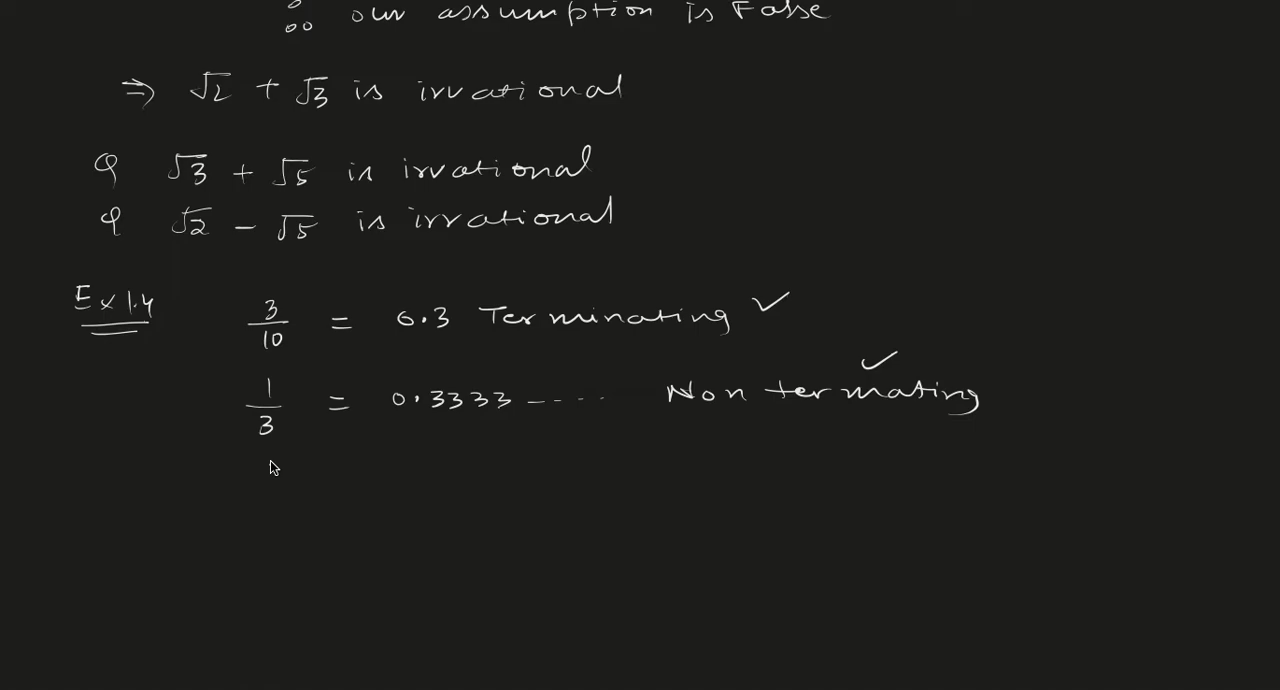 ∴ our assumption is False
⇒ √2 + √3 is irrational
Q √3 + √5 is irrational
Q √2 - √5 is irrational
Ex 1.4 3/10 = 0.3 Terminating ✓
1/3 = 0.3333 ----.... Non termating ✓